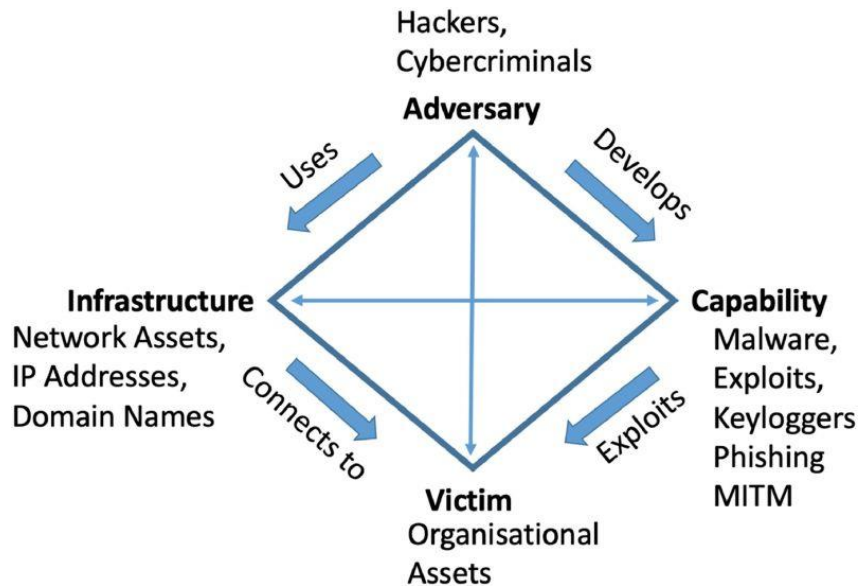 Hackers,
Cybercriminals
Adversary
Uses
Develops
Infrastructure
Network Assets,
IP Addresses,
Domain Names
Capability
Malware,
Exploits,
Keyloggers
Phishing
MITM
Connects to
Exploits
Victim
Organisational
Assets